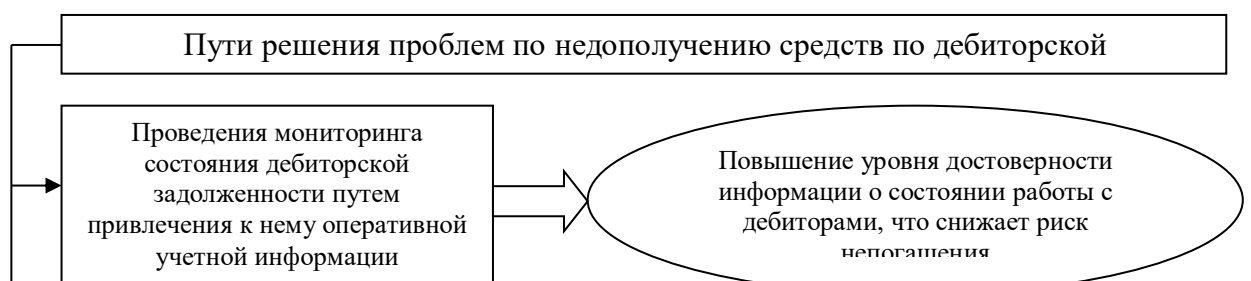 Пути решения проблем по недополучению средств по дебиторской
Проведения мониторинга
состояния дебиторской
задолженности путем
привлечения к нему оперативной
учетной информации
Повышение уровня достоверности
информации о состоянии работы с
дебиторами, что снижает риск
непогашения